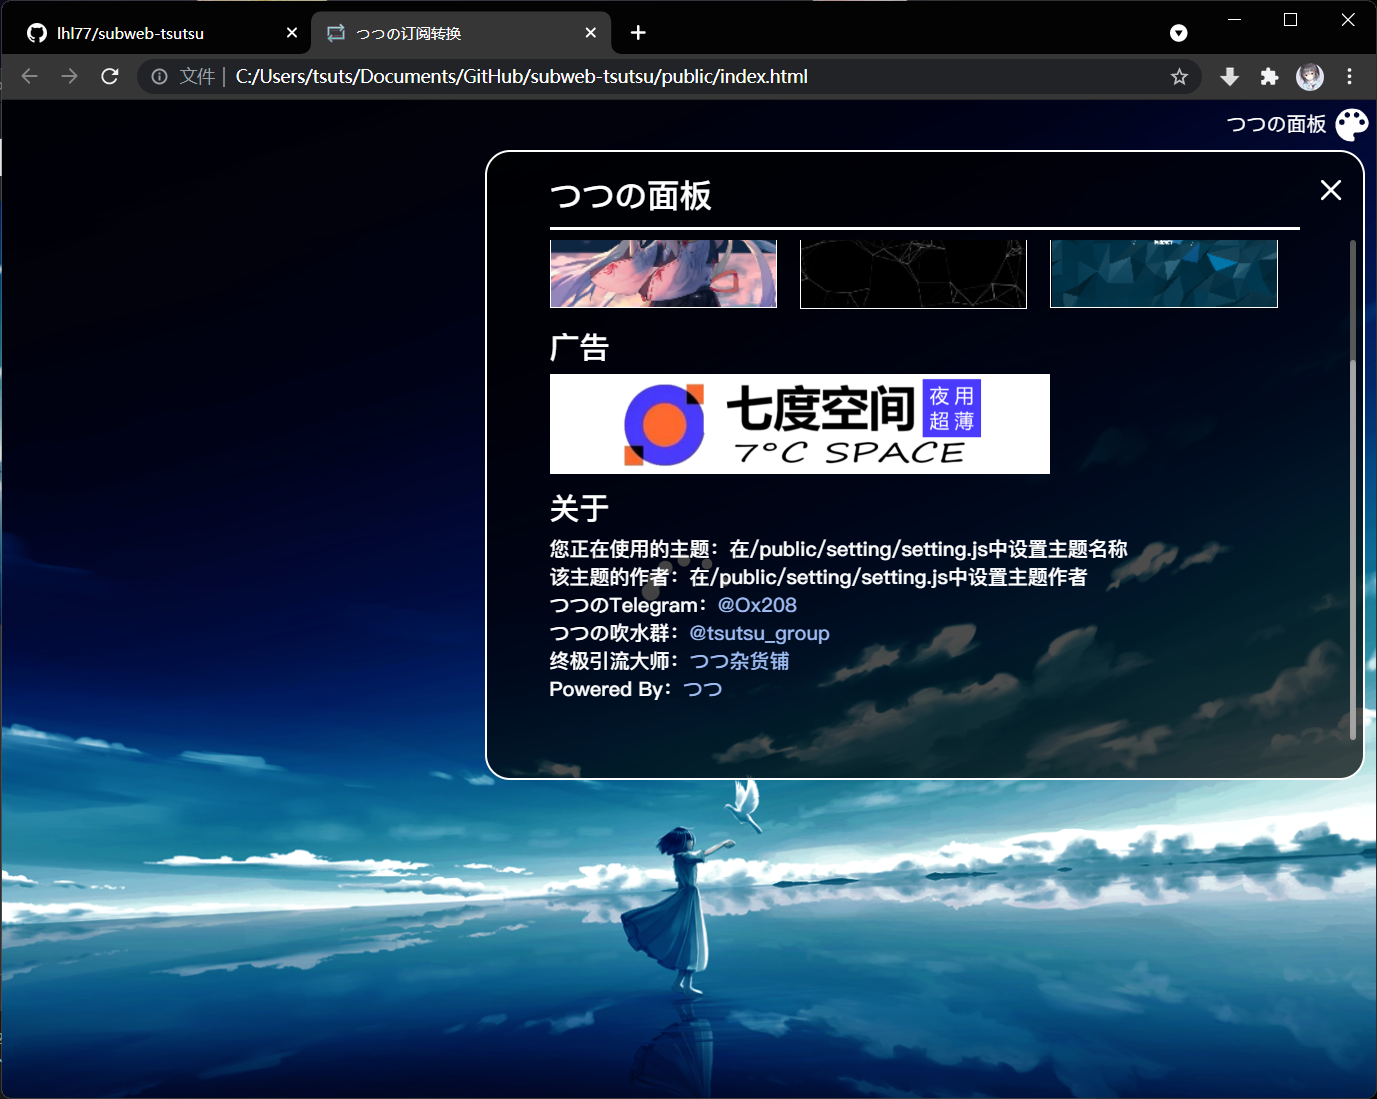 lhl77/subweb-tsutsu
つつの订阅转换
文件
C:/Users/tsuts/Documents/GitHub/subweb-tsutsu/public/index.html
つつの面板
つつの面板
广告
七度空间
夜用
超薄
7°C SPACE
关于
您正在使用的主题：在/public/setting/setting.js中设置主题名称
该主题的作者：在/public/setting/setting.js中设置主题作者
つつのTelegram：@Ox208
つつの吹水群：@tsutsu_group
终极引流大师：つつ杂货铺
Powered By：つつ